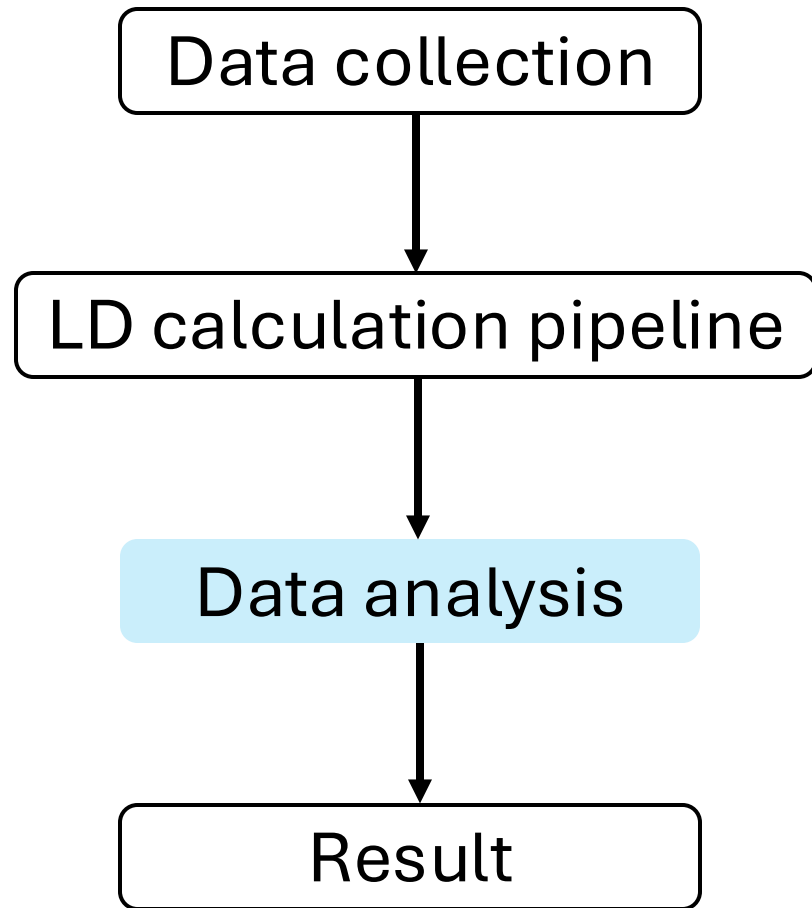 Data collection
LD calculation pipeline
Data analysis
Result